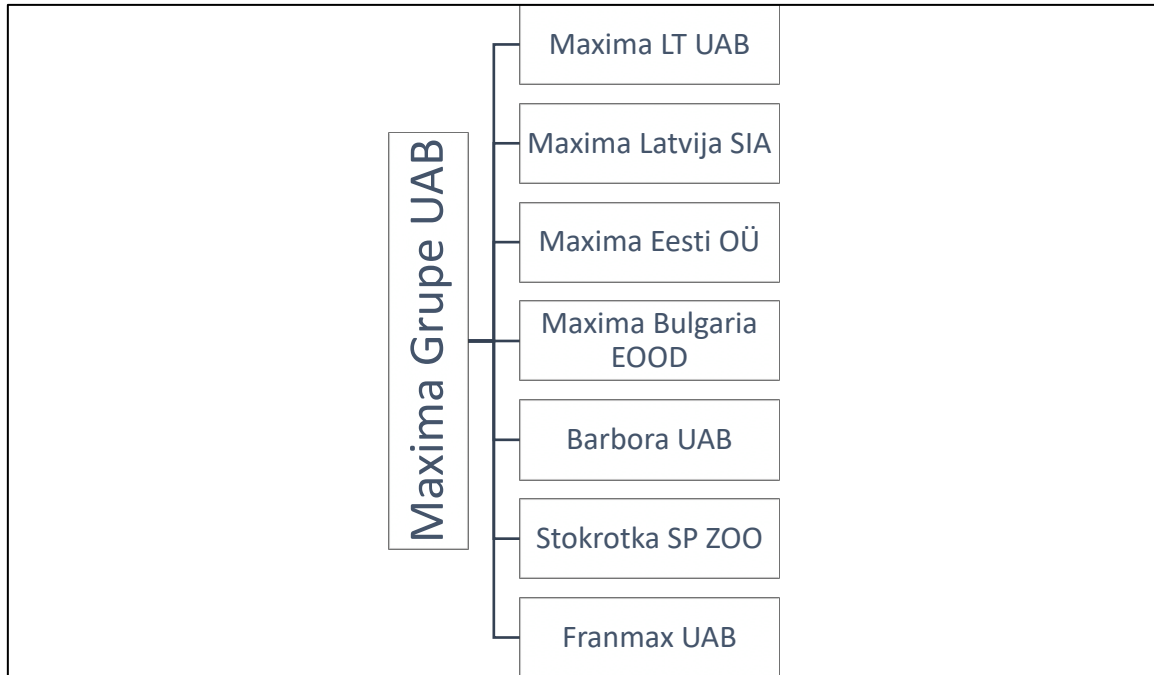 Maxima Grupe UAB
Maxima LT UAB
Maxima Latvija SIA
Maxima Eesti OÜ
Maxima Bulgaria
EOOD
Barbora UAB
Stokrotka SP ZOO
Franmax UAB